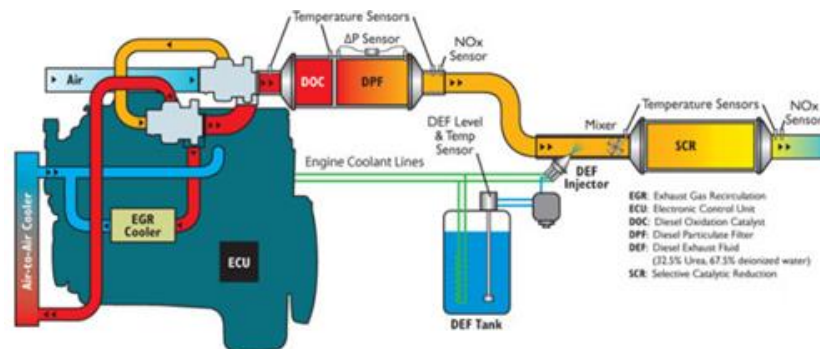 Temperature Sensors
ΔP Sensor
NOx
Sensor
Air
DOC
DPF
Temperature Sensors
NOx
Sensor
Mixer
DEF Level
& Temp
Sensor
SCR
Engine Coolant Lines
DEF
Injector
Air-to-Air Cooler
EGR
Cooler
ECU
DEF Tank
EGR: Exhaust Gas Recirculation
ECU: Electronic Control Unit
DOC: Diesel Oxidation Catalyst
DPF: Diesel Particulate Filter
DEF: Diesel Exhaust Fluid
(32.5% Urea, 67.5% deionized water)
SCR: Selective Catalytic Reduction